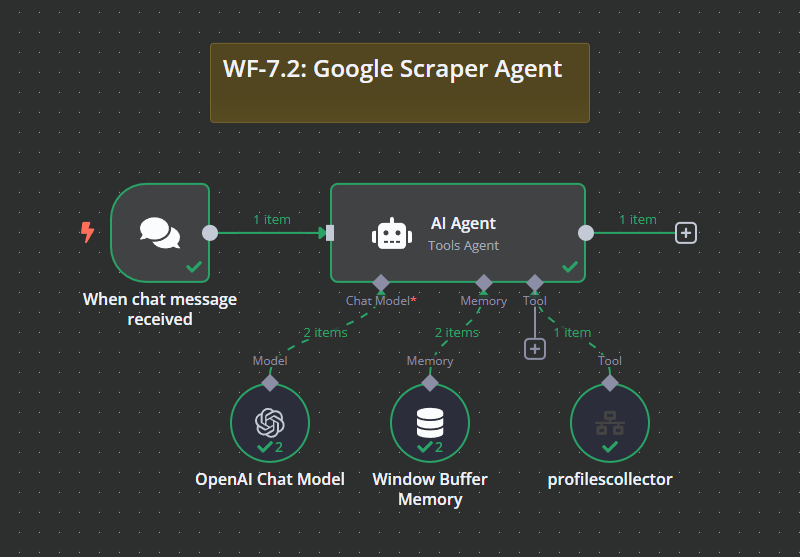 WF-7.2: Google Scraper Agent
1 item
AI Agent
Tools Agent
1 item
When chat message
received
Chat Model*
Memory
Tool
2 items
2 items
1 item
Model
Memory
Tool
2
2
OpenAI Chat Model
Window Buffer
Memory
profilescollector